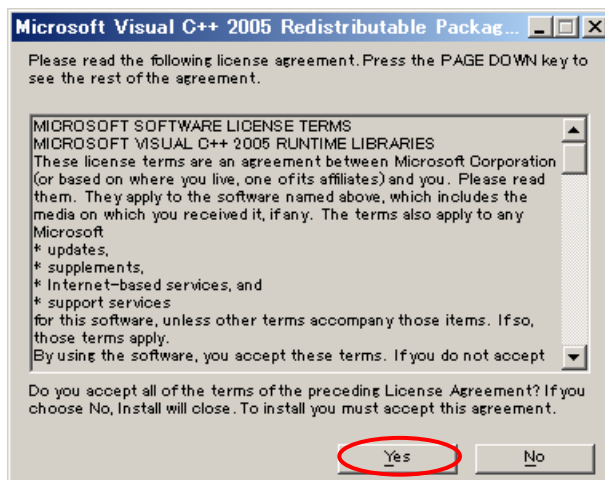 Microsoft Visual C++ 2005 Redistributable Packag...
Please read the following license agreement. Press the PAGE DOWN key to
see the rest of the agreement.
MICROSOFT SOFTWARE LICENSE TERMS
MICROSOFT VISUAL C++ 2005 RUNTIME LIBRARIES
These license terms are an agreement between Microsoft Corporation
(or based on where you live, one of its affiliates) and you. Please read
them. They apply to the software named above, which includes the
media on which you received it, if any. The terms also apply to any
Microsoft
* updates,
* supplements,
* Internet-based services, and
* support services
for this software, unless other terms accompany those items. If so,
those terms apply.
By using the software, you accept these terms. If you do not accept
Do you accept all of the terms of the preceding License Agreement? If you
choose No, Install will close. To install you must accept this agreement.
Yes No